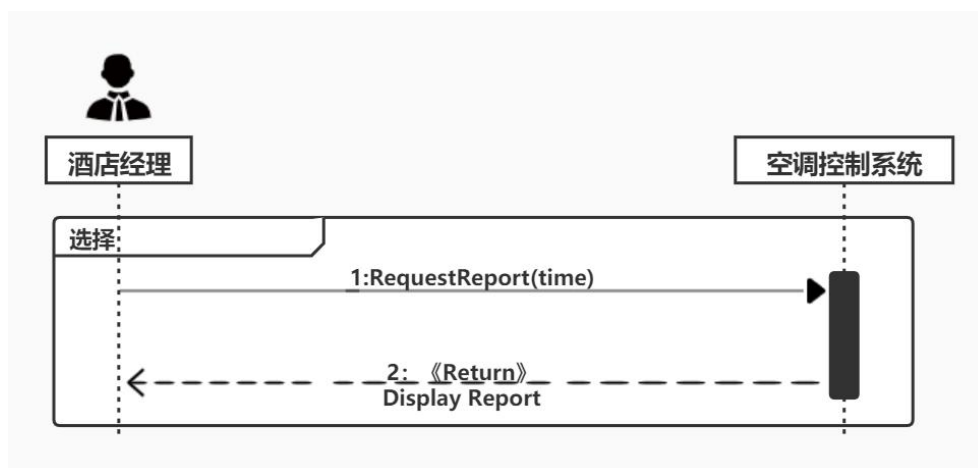 酒店经理
空调控制系统
选择
1:RequestReport(time)
2: 《Return》
Display Report